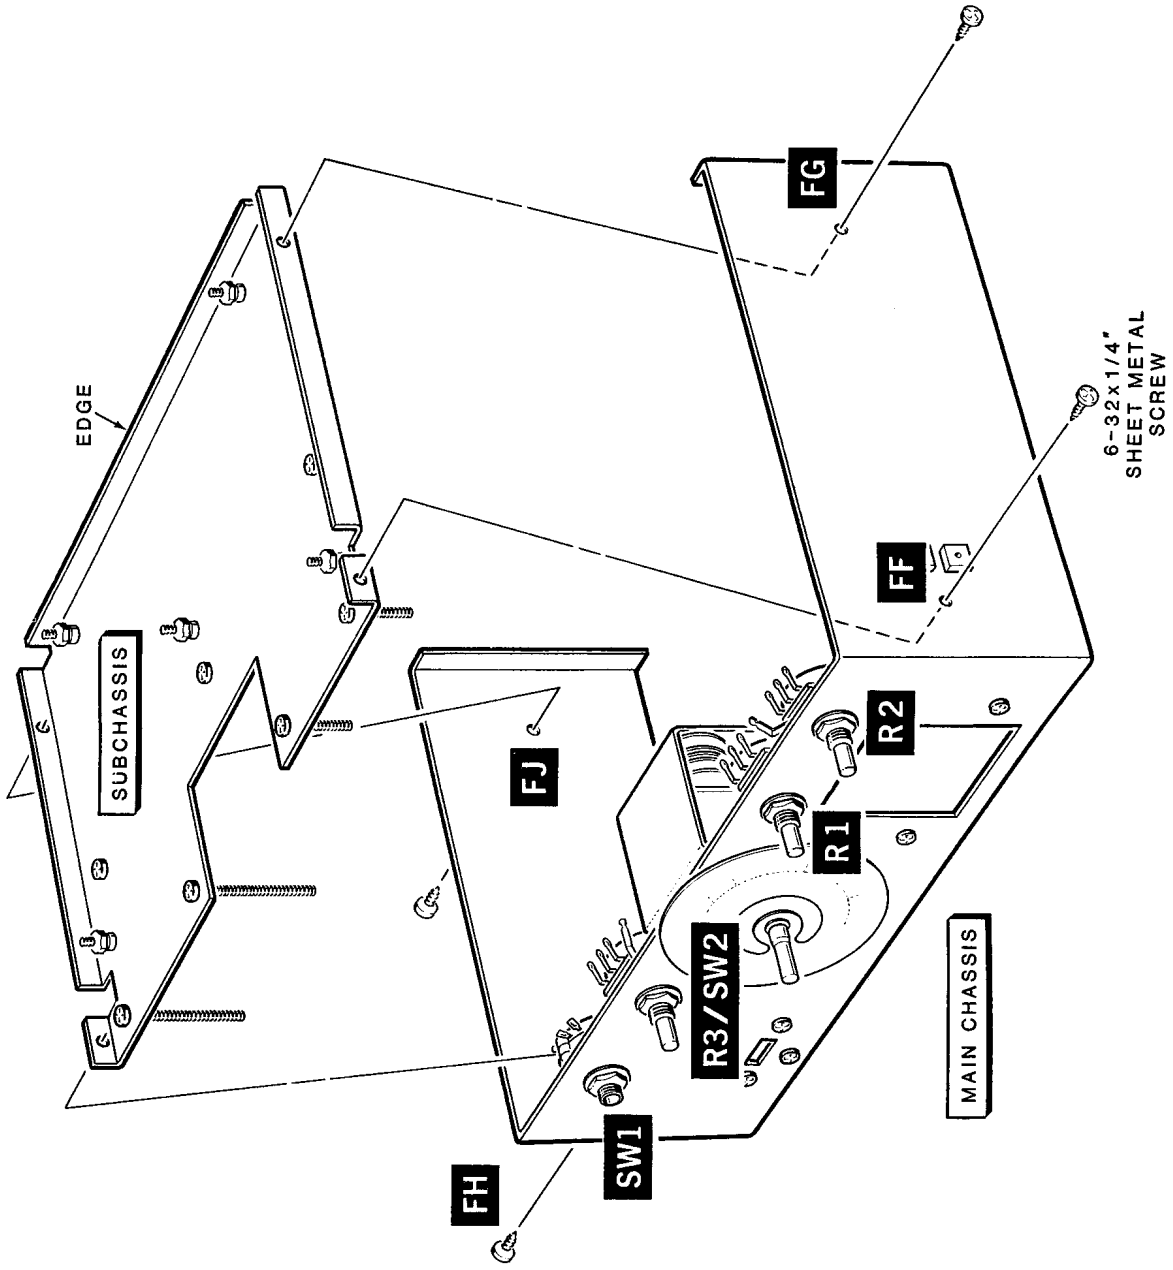 EDGE
SUBCHASSIS
FG
FJ
FF
6-32x1/4"
SHEET METAL
SCREW
R2
R1
R3/SW2
SW1
FH
MAIN CHASSIS